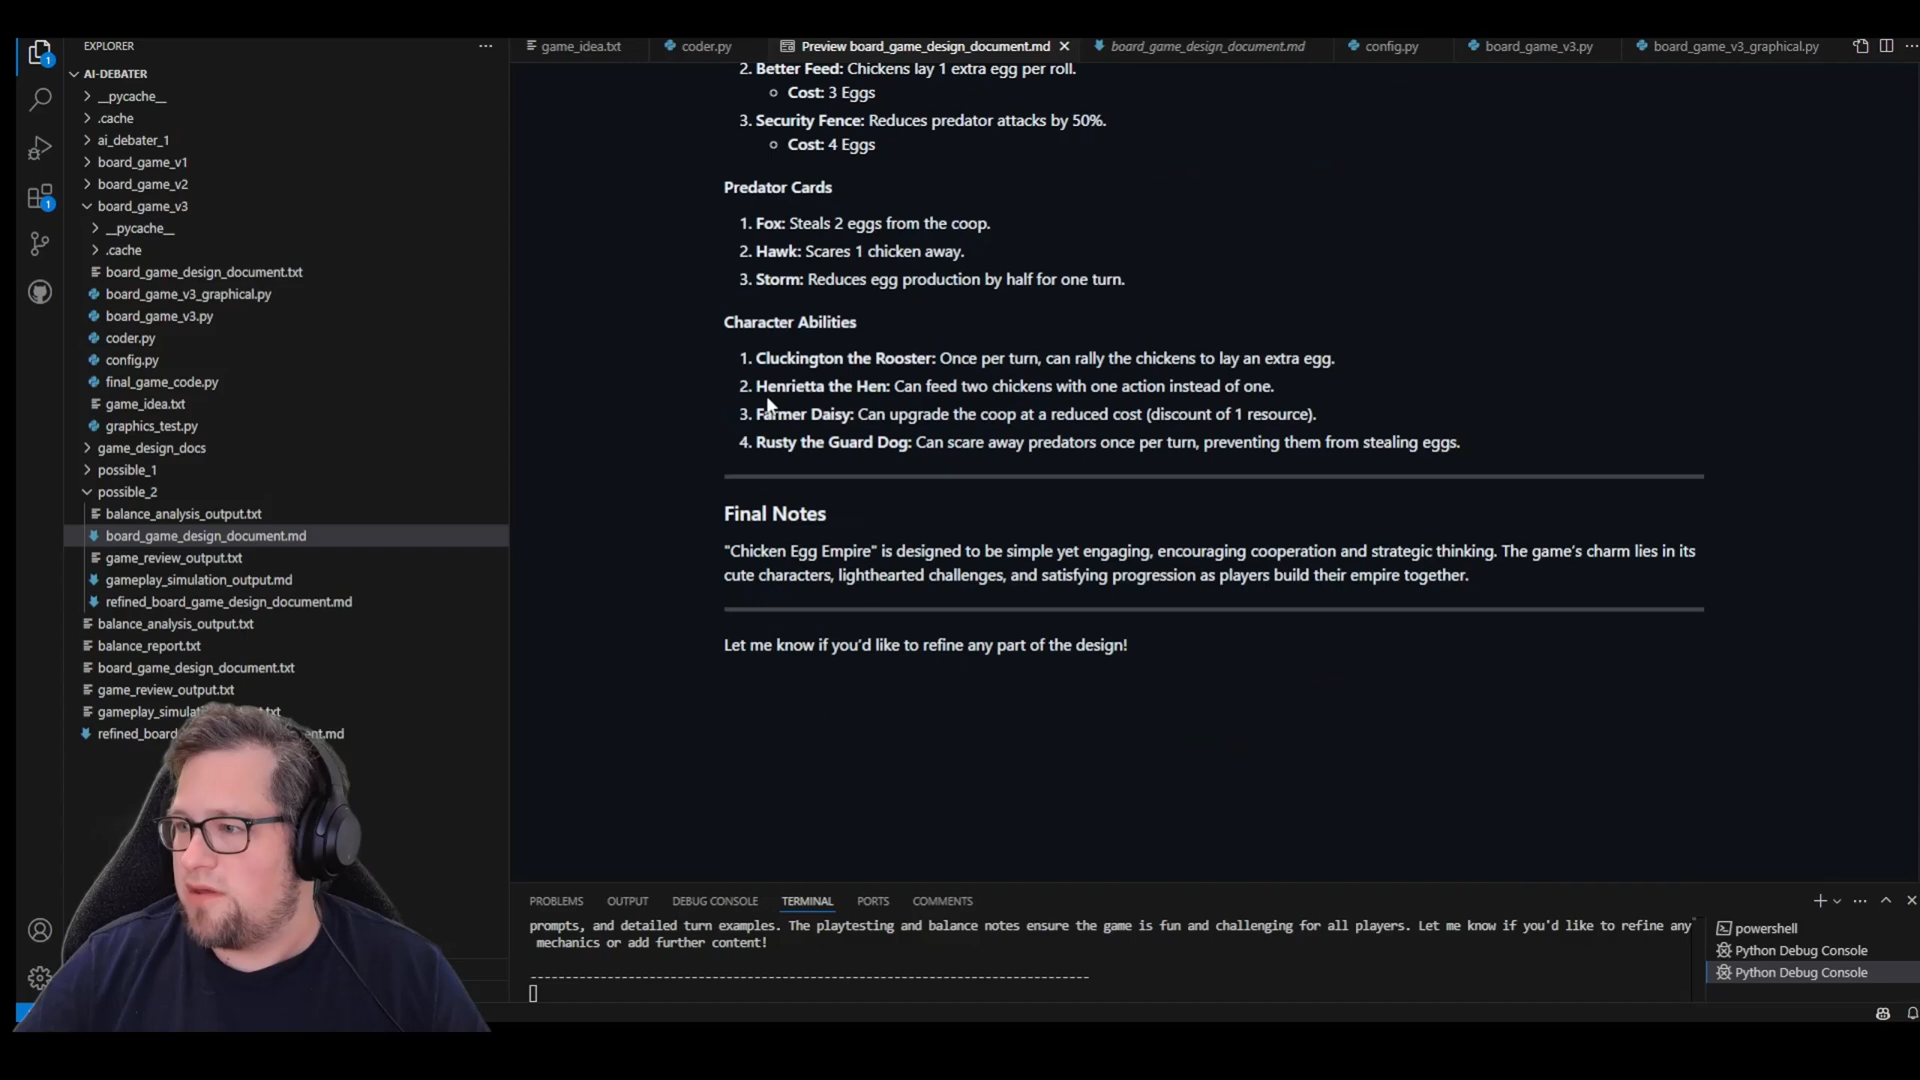 EXPLORER
AI-DEBATER
__pycache__
.cache
ai_debater_1
board_game_v1
board_game_v2
board_game_v3
__pycache__
.cache
board_game_design_document.txt
board_game_v3_graphical.py
board_game_v3.py
coder.py
config.py
final_game_code.py
game_idea.txt
graphics_test.py
game_design_docs
possible_1
possible_2
balance_analysis_output.txt
board_game_design_document.md
game_review_output.txt
gameplay_simulation_output.md
refined_board_game_design_document.md
balance_analysis_output.txt
balance_report.txt
board_game_design_document.txt
game_review_output.txt
gameplay_simulat txt
refined_board ent.md
1
1
game_idea.txt
coder.py
Preview board_game_design_document.md
board_game_design_document.md
config.py
board_game_v3.py
board_game_v3_graphical.py
2. Better Feed: Chickens lay 1 extra egg per roll.
Cost: 3 Eggs
3. Security Fence: Reduces predator attacks by 50%.
Cost: 4 Eggs
Predator Cards
1. Fox: Steals 2 eggs from the coop.
2. Hawk: Scares 1 chicken away.
3. Storm: Reduces egg production by half for one turn.
Character Abilities
1. Cluckington the Rooster: Once per turn, can rally the chickens to lay an extra egg.
2. Henrietta the Hen: Can feed two chickens with one action instead of one.
3. Farmer Daisy: Can upgrade the coop at a reduced cost (discount of 1 resource).
4. Rusty the Guard Dog: Can scare away predators once per turn, preventing them from stealing eggs.
Final Notes
"Chicken Egg Empire" is designed to be simple yet engaging, encouraging cooperation and strategic thinking. The game's charm lies in its
cute characters, lighthearted challenges, and satisfying progression as players build their empire together.
Let me know if you'd like to refine any part of the design!
PROBLEMS OUTPUT DEBUG CONSOLE TERMINAL PORTS COMMENTS
prompts, and detailed turn examples. The playtesting and balance notes ensure the game is fun and challenging for all players. Let me know if you'd like to refine any
mechanics or add further content!
--------------------------------------------------------------------------------
powershell
Python Debug Console
Python Debug Console